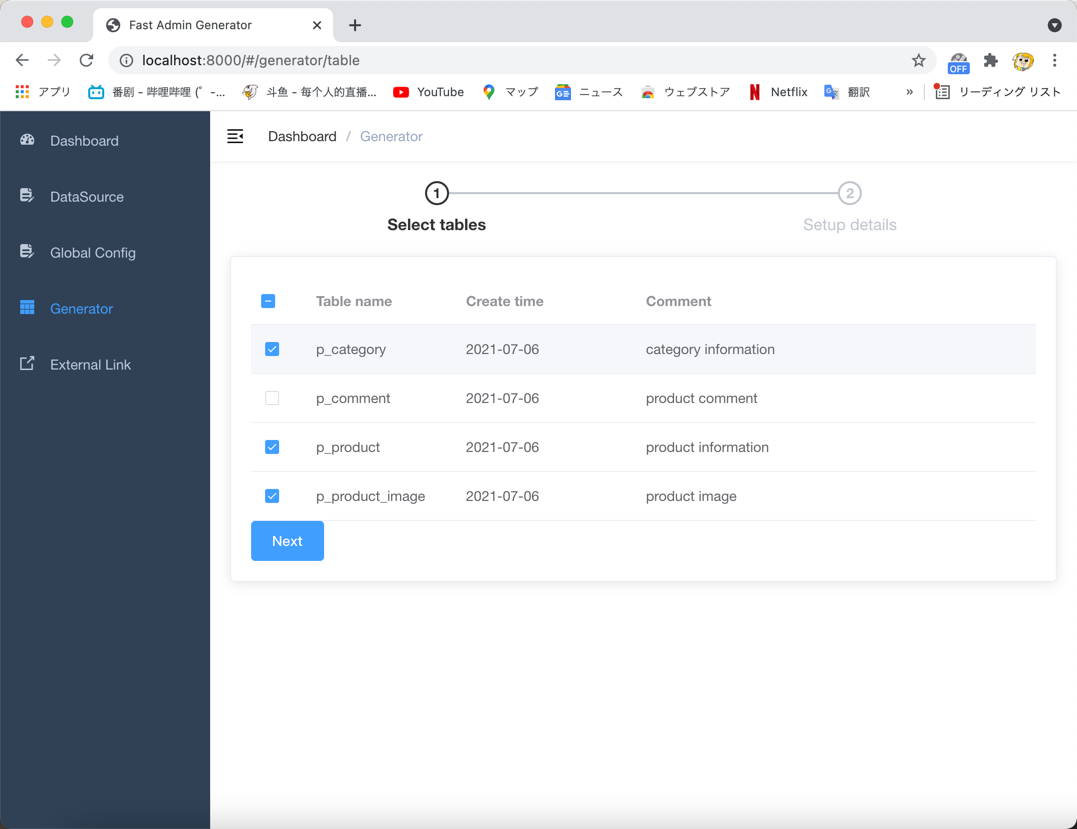 Fast Admin Generator
localhost:8000/#/generator/table
OFF
アプリ 番剧 - 哔哩哔哩 (゜-... 斗鱼 - 每个人的直播... YouTube マップ ニュース ウェブストア Netflix 翻訳 » リーディング リスト
Dashboard
DataSource
Global Config
Generator
External Link
Dashboard / Generator
1 2
Select tables Setup details
Table name Create time Comment
p_category 2021-07-06 category information
p_comment 2021-07-06 product comment
p_product 2021-07-06 product information
p_product_image 2021-07-06 product image
Next